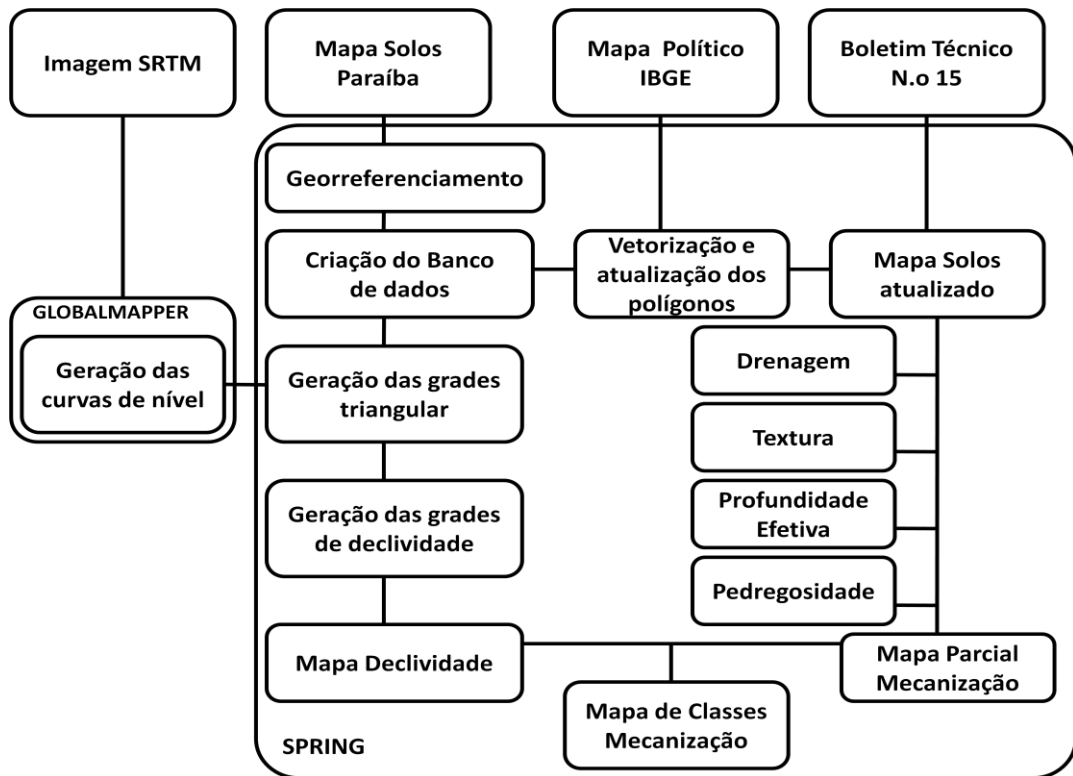 Imagem SRTM
Mapa Solos
Paraíba
Mapa Político
IBGE
Boletim Técnico
N.o 15
Georreferenciamento
Criação do Banco
de dados
Vetorização e
atualização dos
polígonos
Mapa Solos
atualizado
GLOBALMAPPER
Geração das
curvas de nível
Geração das grades
triangular
Drenagem
Textura
Geração das grades
de declividade
Profundidade
Efetiva
Pedregosidade
Mapa Declividade
Mapa Parcial
Mecanização
Mapa de Classes
Mecanização
SPRING